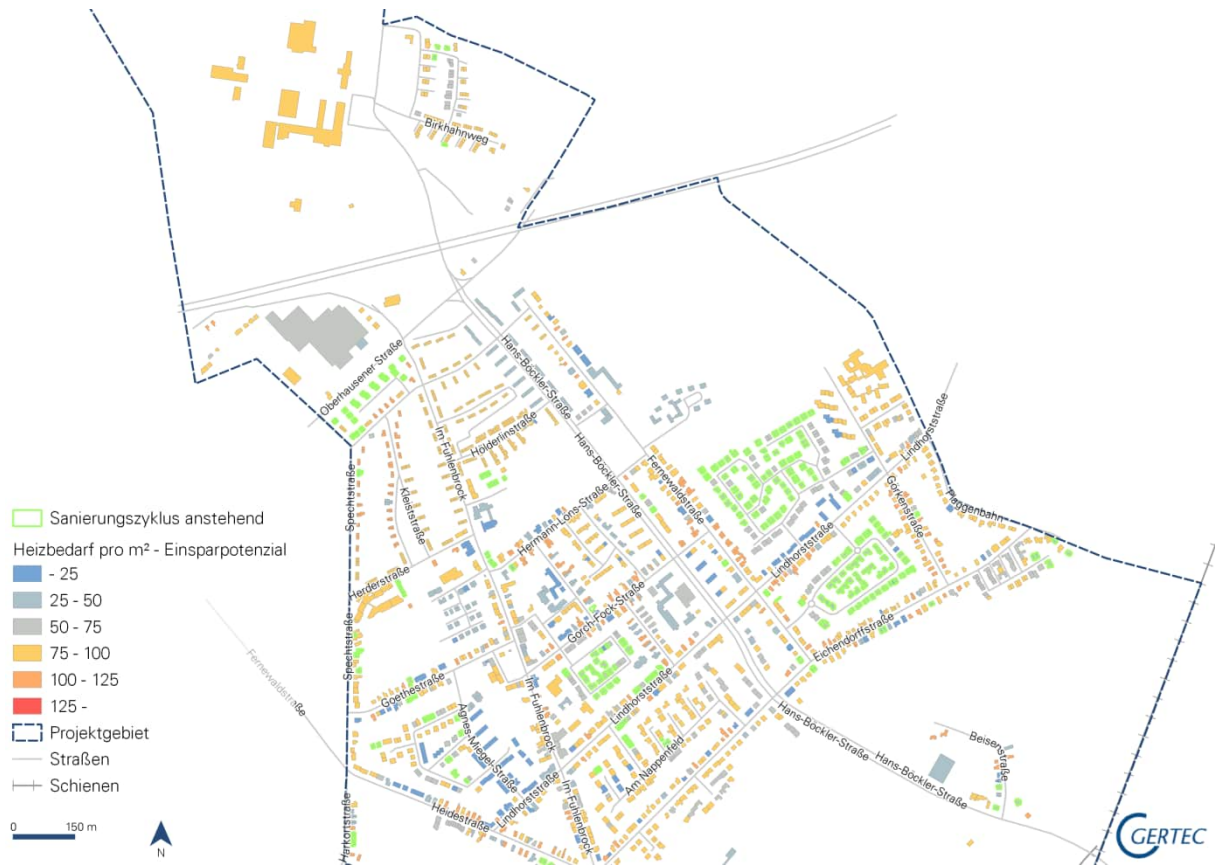 Birkhahnweg
Oberhausener Straße
Hans-Böckler-Straße
Hölderlinstraße
Im Fuhlenbrock
Hans-Böckler-Straße
Fernewaldstraße
Lindhorststraße
Görkenstraße
Plaggenbahn
Spechtstraße
Kleiststraße
Hermann-Löns-Straße
Lindhorststraße
Herderstraße
Gorch-Fock-Straße
Eichendorffstraße
Spechtstraße
Goethestraße
Fernewaldstraße
Agnes-Miegel-Straße
Im Fuhlenbrock
Lindhorststraße
Am Nappenfeld
Hans-Böckler-Straße
Hans-Böckler-Straße
Beisenstraße
Heidestraße
Lindhorststraße
Im Fuhlenbrock
Harkortstraße
Sanierungszyklus anstehend
Heizbedarf pro m² - Einsparpotenzial
- 25
25 - 50
50 - 75
75 - 100
100 - 125
125 -
Projektgebiet
Straßen
Schienen
0 150 m
N
GERTEC